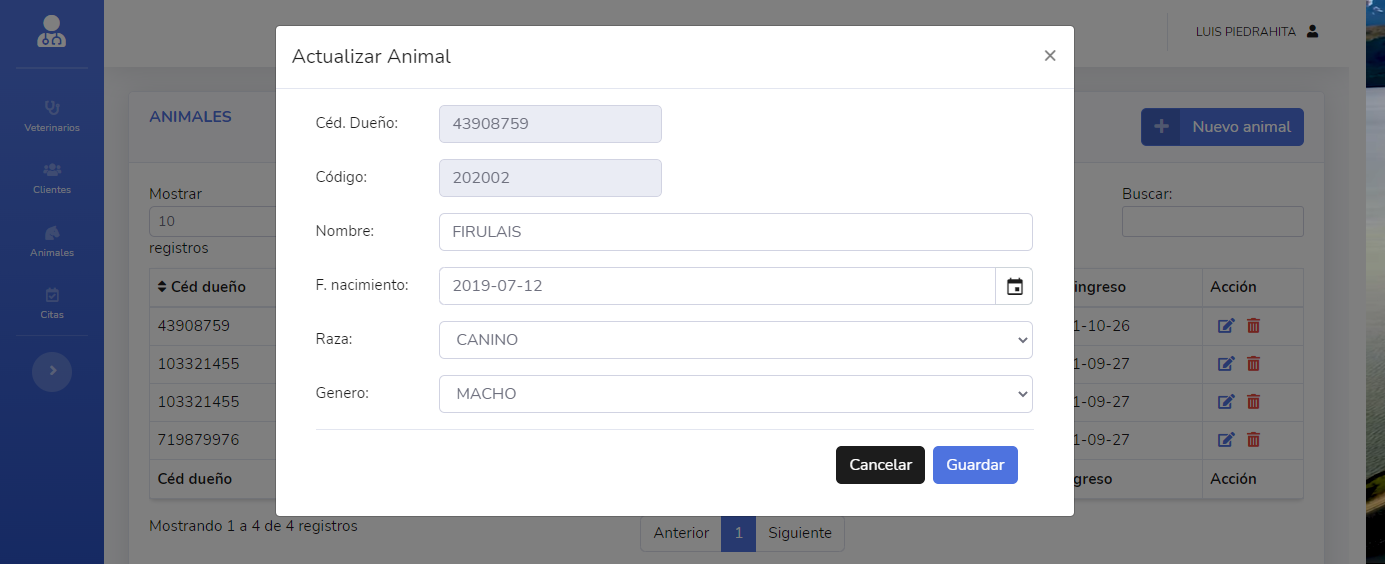 Actualizar Animal
×
Céd. Dueño:
43908759
Código:
202002
Nombre:
FIRULAIS
F. nacimiento:
2019-07-12
Raza:
CANINO
Genero:
MACHO
Cancelar
Guardar
LUIS PIEDRAHITA
Veterinarios
Clientes
Animales
Citas
ANIMALES
Nuevo animal
Mostrar
10
registros
Buscar:
Céd dueño
ingreso
Acción
43908759
1-10-26
103321455
1-09-27
103321455
1-09-27
719879976
1-09-27
Céd dueño
greso
Acción
Mostrando 1 a 4 de 4 registros
Anterior
1
Siguiente